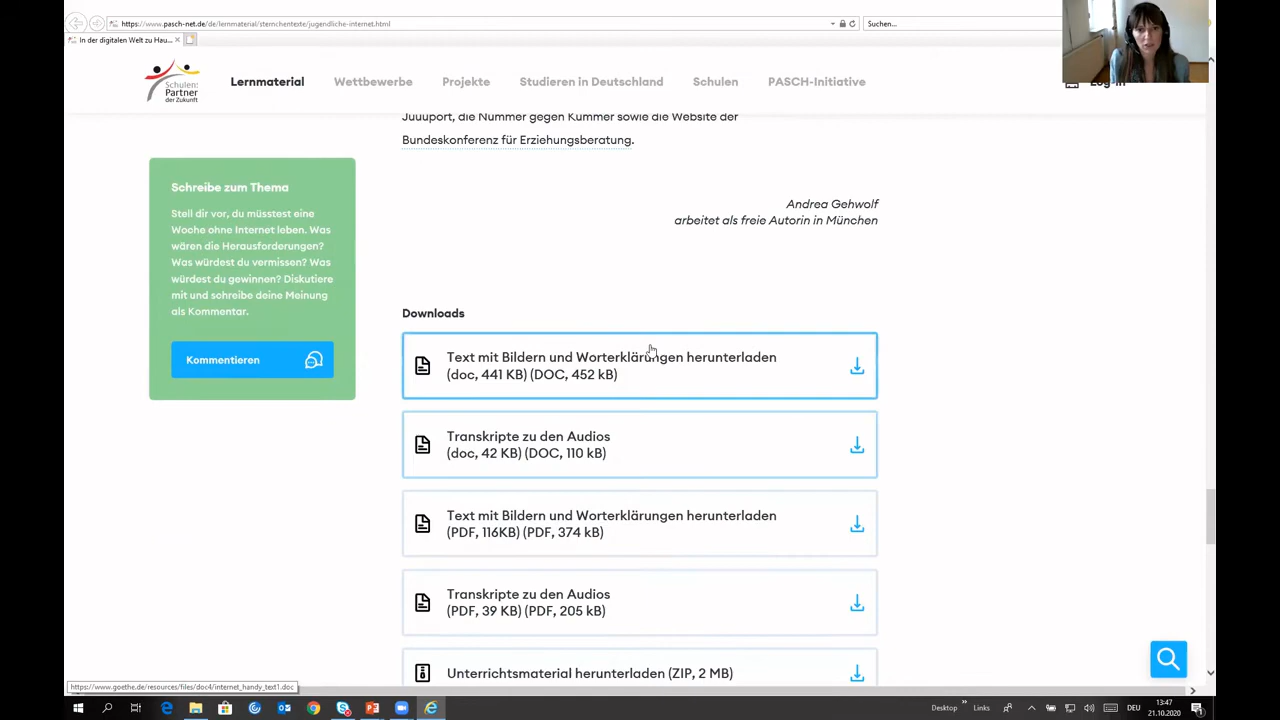 https://www.pasch-net.de/de/lernmaterial/sternchentexte/jugendliche-internet.html
Suchen...
In der digitalen Welt zu Hau...
Schulen:
Partner
der Zukunft
Lernmaterial
Wettbewerbe
Projekte
Studieren in Deutschland
Schulen
PASCH-Initiative
Log-in
Juuuport, die Nummer gegen Kummer sowie die Website der
Bundeskonferenz für Erziehungsberatung.
Schreibe zum Thema
Stell dir vor, du müsstest eine
Woche ohne Internet leben. Was
wären die Herausforderungen?
Was würdest du vermissen? Was
würdest du gewinnen? Diskutiere
mit und schreibe deine Meinung
als Kommentar.
Kommentieren
Andrea Gehwolf
arbeitet als freie Autorin in München
Downloads
Text mit Bildern und Worterklärungen herunterladen
(doc, 441 KB) (DOC, 452 kB)
Transkripte zu den Audios
(doc, 42 KB) (DOC, 110 kB)
Text mit Bildern und Worterklärungen herunterladen
(PDF, 116KB) (PDF, 374 kB)
Transkripte zu den Audios
(PDF, 39 KB) (PDF, 205 kB)
Unterrichtsmaterial herunterladen (ZIP, 2 MB)
https://www.goethe.de/resources/files/doc4/internet_handy_text1.doc
Desktop
Links
DEU
13:47
21.10.2020